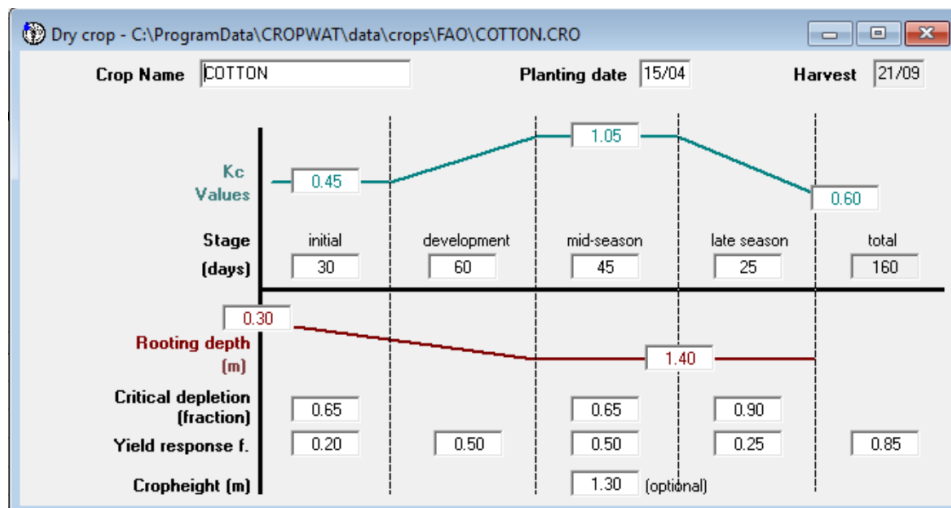 Dry crop - C:\ProgramData\CROPWAT\data\crops\FAO\COTTON.CRO
Crop Name COTTON Planting date 15/04 Harvest 21/09
1.05
Kc
Values
0.45
0.60
Stage initial development mid-season late season total
(days) 30 60 45 25 160
0.30
Rooting depth
(m)
1.40
Critical depletion
(fraction) 0.65 0.65 0.90
Yield response f. 0.20 0.50 0.50 0.25 0.85
Cropheight (m) 1.30 (optional)